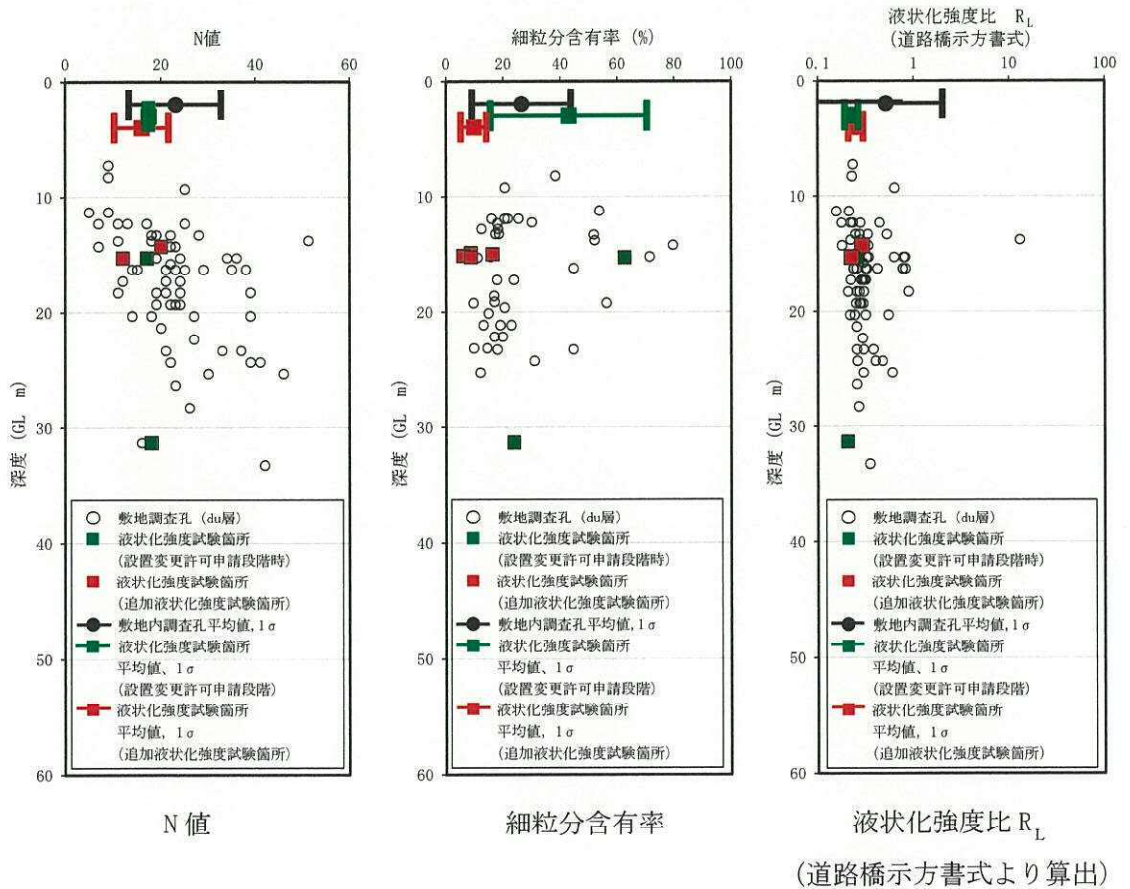 N値
0 20 40 60
0
10
20
30
40
50
60
深度 (GL m)
○ 敷地調査孔 (du層)
液状化強度試験箇所
(設置変更許可申請段階時)
液状化強度試験箇所
(追加液状化強度試験箇所)
敷地内調査孔平均値, 1σ
液状化強度試験箇所
平均値、1σ
(設置変更許可申請段階)
液状化強度試験箇所
平均値, 1σ
(追加液状化強度試験箇所)
N値
細粒分含有率 (%)
0 20 40 60 80 100
0
10
20
30
40
50
60
深度 (GL m)
○ 敷地調査孔 (du層)
液状化強度試験箇所
(設置変更許可申請段階時)
液状化強度試験箇所
(追加液状化強度試験箇所)
敷地内調査孔平均値, 1σ
液状化強度試験箇所
平均値、1σ
(設置変更許可申請段階)
液状化強度試験箇所
平均値, 1σ
(追加液状化強度試験箇所)
細粒分含有率
液状化強度比 RL
(道路橋示方書式)
0.1 1 10 100
0
10
20
30
40
50
60
深度 (GL m)
○ 敷地調査孔 (du層)
液状化強度試験箇所
(設置変更許可申請段階時)
液状化強度試験箇所
(追加液状化強度試験箇所)
敷地内調査孔平均値, 1σ
液状化強度試験箇所
平均値、1σ
(設置変更許可申請段階)
液状化強度試験箇所
平均値, 1σ
(追加液状化強度試験箇所)
液状化強度比 RL
(道路橋示方書式より算出)